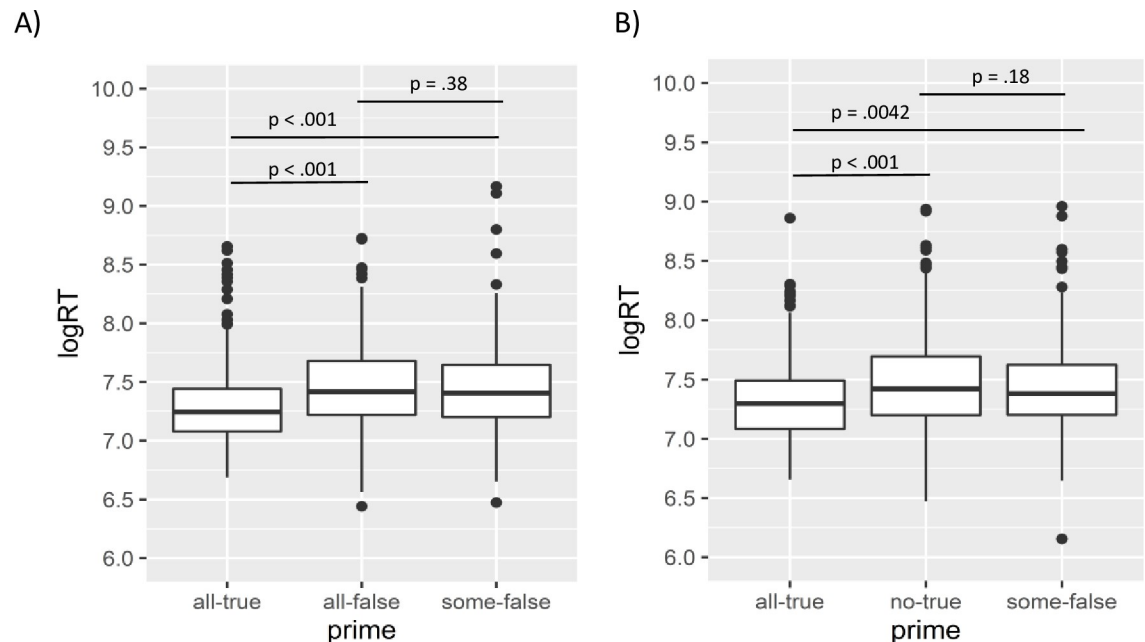 A)
p = .38
p < .001
p < .001
10.0
9.5
9.0
8.5
8.0
7.5
7.0
6.5
6.0
logRT
all-true all-false some-false
prime
B)
p = .18
p = .0042
p < .001
10.0
9.5
9.0
8.5
8.0
7.5
7.0
6.5
6.0
logRT
all-true no-true some-false
prime